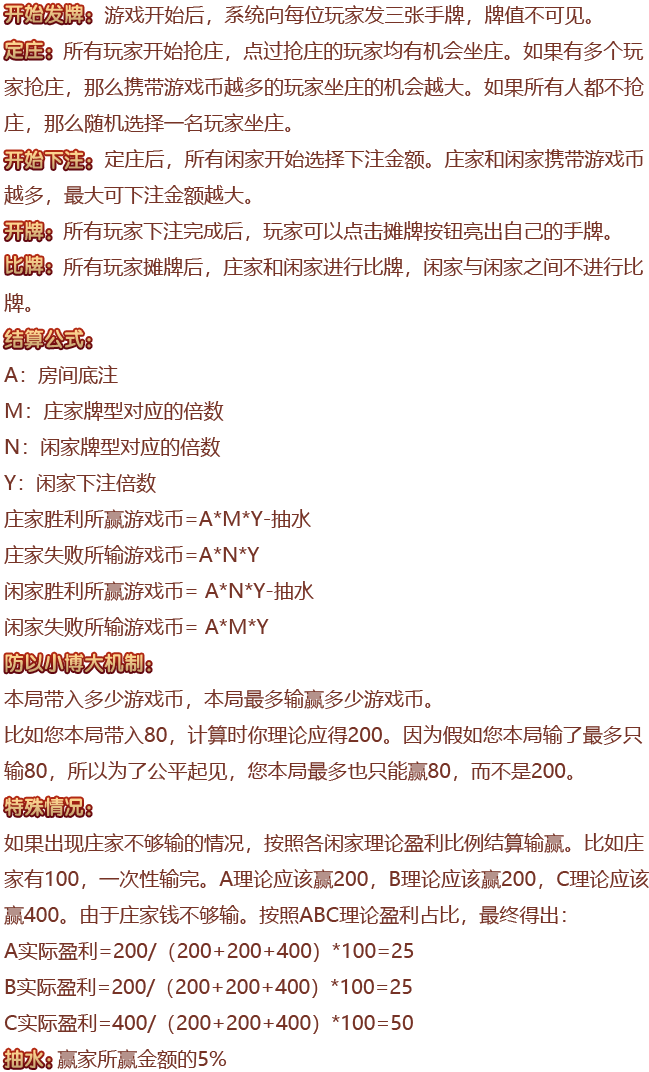 开始发牌：游戏开始后，系统向每位玩家发三张手牌，牌值不可见。
定庄：所有玩家开始抢庄，点过抢庄的玩家均有机会坐庄。如果有多个玩
家抢庄，那么携带游戏币越多的玩家坐庄的机会越大。如果所有人都不抢
庄，那么随机选择一名玩家坐庄。
开始下注：定庄后，所有闲家开始选择下注金额。庄家和闲家携带游戏币
越多，最大可下注金额越大。
开牌：所有玩家下注完成后，玩家可以点击摊牌按钮亮出自己的手牌。
比牌：所有玩家摊牌后，庄家和闲家进行比牌，闲家与闲家之间不进行比
牌。
结算公式：
A：房间底注
M：庄家牌型对应的倍数
N：闲家牌型对应的倍数
Y：闲家下注倍数
庄家胜利所赢游戏币=A*M*Y-抽水
庄家失败所输游戏币=A*N*Y
闲家胜利所赢游戏币= A*N*Y-抽水
闲家失败所输游戏币= A*M*Y
防以小博大机制：
本局带入多少游戏币，本局最多输赢多少游戏币。
比如您本局带入80，计算时你理论应得200。因为假如您本局输了最多只
输80，所以为了公平起见，您本局最多也只能赢80，而不是200。
特殊情况：
如果出现庄家不够输的情况，按照各闲家理论盈利比例结算输赢。比如庄
家有100，一次性输完。A理论应该赢200，B理论应该赢200，C理论应该
赢400。由于庄家钱不够输。按照ABC理论盈利占比，最终得出：
A实际盈利=200/（200+200+400）*100=25
B实际盈利=200/（200+200+400）*100=25
C实际盈利=400/（200+200+400）*100=50
抽水：赢家所赢金额的5%